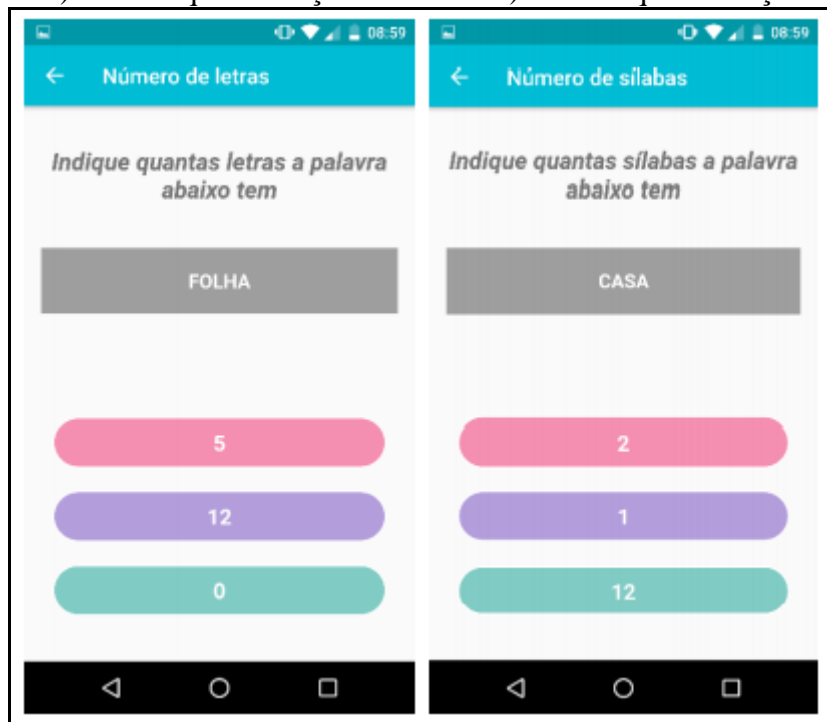 08:59
Número de letras
Indique quantas letras a palavra
abaixo tem
FOLHA
5
12
0
08:59
Número de sílabas
Indique quantas sílabas a palavra
abaixo tem
CASA
2
1
12